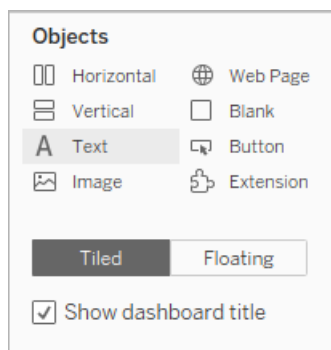 Objects
Horizontal Web Page
Vertical Blank
A Text Button
Image Extension
Tiled Floating
Show dashboard title